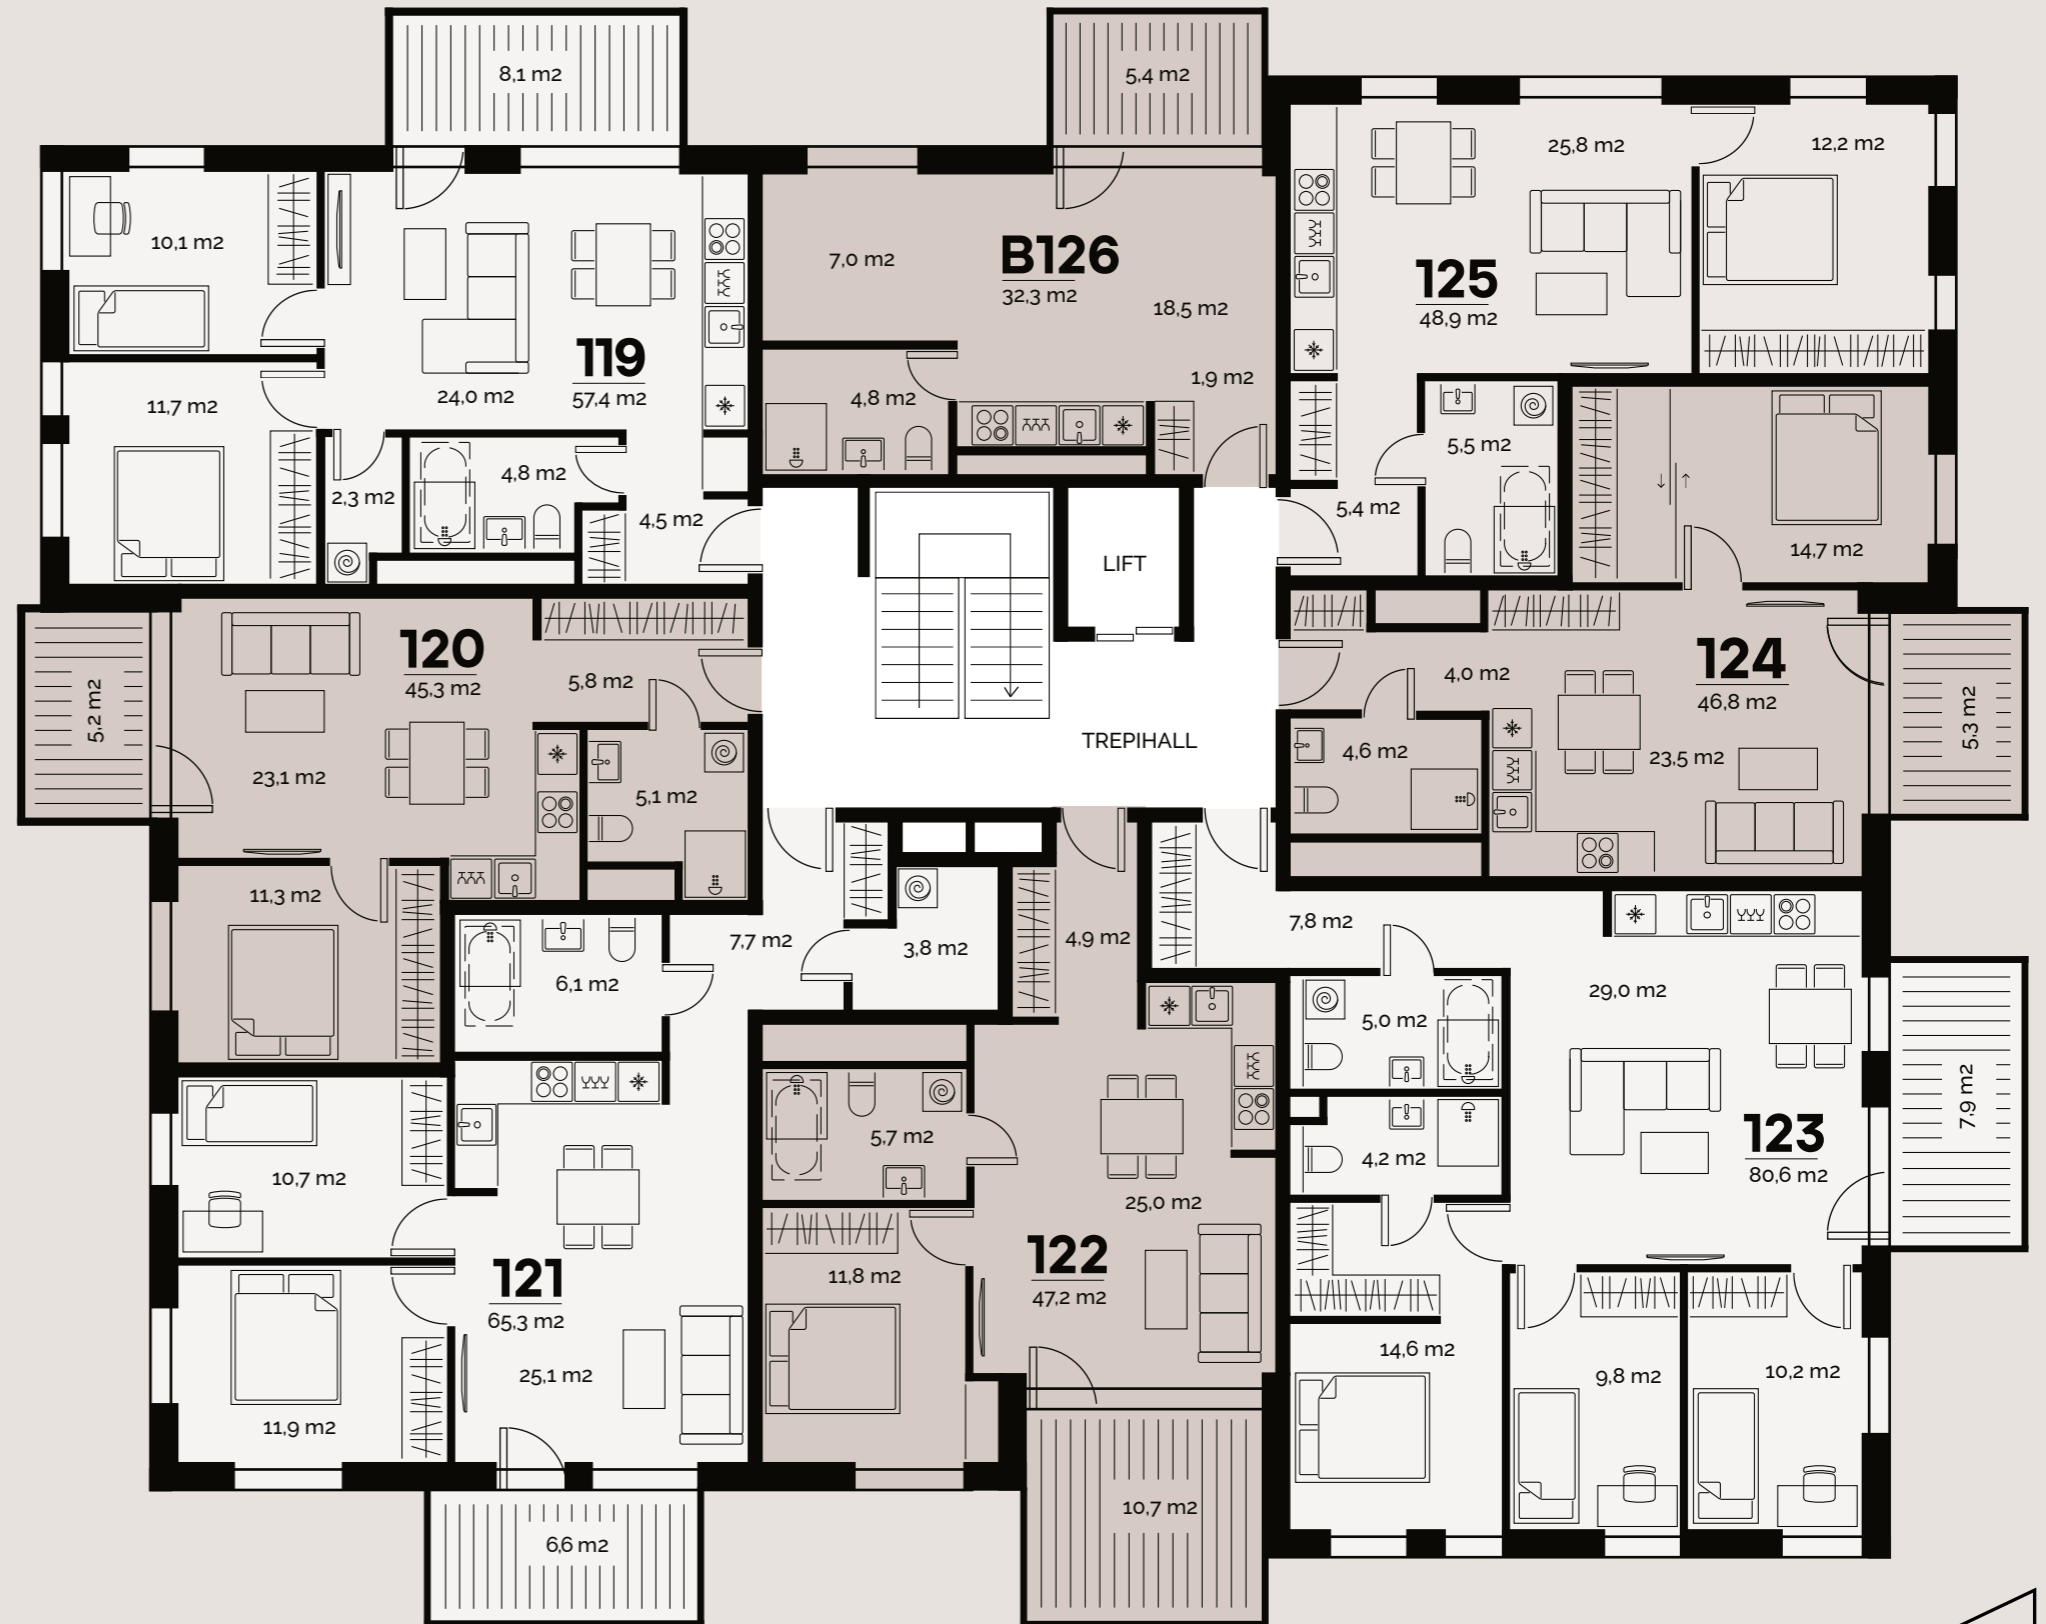 8,1 m2
5,4 m2
10,1 m2
11,7 m2
119
57,4 m2
24,0 m2
2,3 m2
4,8 m2
4,5 m2
B126
32,3 m2
7,0 m2
18,5 m2
1,9 m2
4,8 m2
125
48,9 m2
25,8 m2
12,2 m2
5,5 m2
5,4 m2
14,7 m2
LIFT
TREPIHALL
120
45,3 m2
5,2 m2
5,8 m2
23,1 m2
5,1 m2
11,3 m2
124
46,8 m2
4,0 m2
4,6 m2
23,5 m2
5,3 m2
7,7 m2
3,8 m2
6,1 m2
10,7 m2
121
65,3 m2
25,1 m2
11,9 m2
6,6 m2
4,9 m2
5,7 m2
25,0 m2
122
47,2 m2
11,8 m2
10,7 m2
7,8 m2
29,0 m2
5,0 m2
4,2 m2
123
80,6 m2
7,9 m2
14,6 m2
9,8 m2
10,2 m2